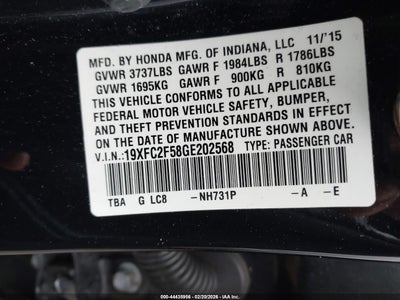 MFD. BY HONDA MFG. OF INDIANA, LLC 11/'15
GVWR 3737LBS GAWR F 1984LBS R 1786LBS
GVWR 1695KG GAWR F 900KG R 810KG
THIS VEHICLE CONFORMS TO ALL APPLICABLE
FEDERAL MOTOR VEHICLE SAFETY, BUMPER,
AND THEFT PREVENTION STANDARDS IN EFFECT
ON THE DATE OF MANUFACTURE SHOWN ABOVE.
V.I.N.: 19XFC2F58GE202568 TYPE: PASSENGER CAR
TBA G LC8 -NH731P -A -E
000-44438956 - 02/20/2026 - IAA, Inc.